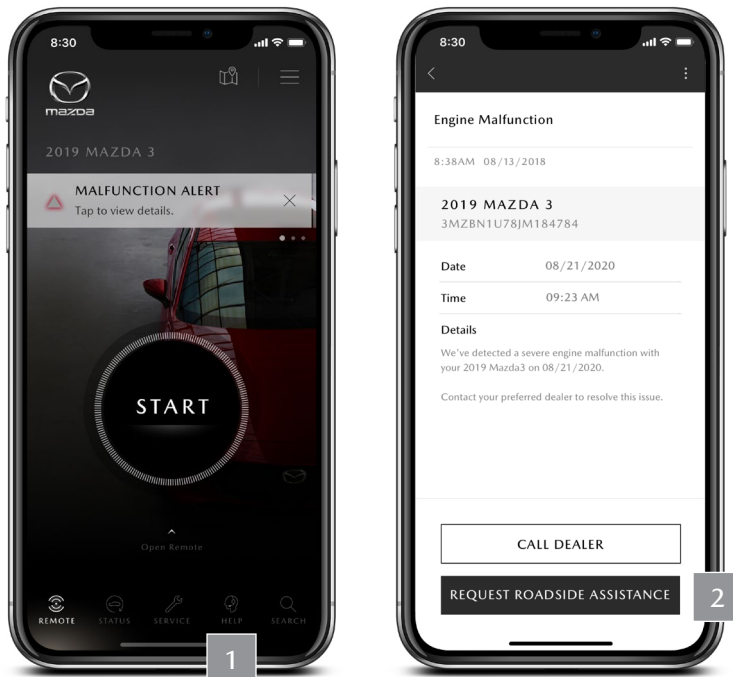 8:30
mazda
2019 MAZDA 3
MALFUNCTION ALERT
Tap to view details.
START
Open Remote
REMOTE STATUS SERVICE HELP SEARCH
1
8:30
Engine Malfunction
8:38AM 08/13/2018
2019 MAZDA 3
3MZBN1U78JM184784
Date 08/21/2020
Time 09:23 AM
Details
We've detected a severe engine malfunction with
your 2019 Mazda3 on 08/21/2020.
Contact your preferred dealer to resolve this issue.
CALL DEALER
REQUEST ROADSIDE ASSISTANCE
2